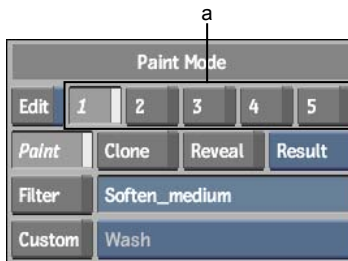 a
Paint Mode
Edit 1 2 3 4 5
Paint Clone Reveal Result
Filter Soften_medium
Custom Wash